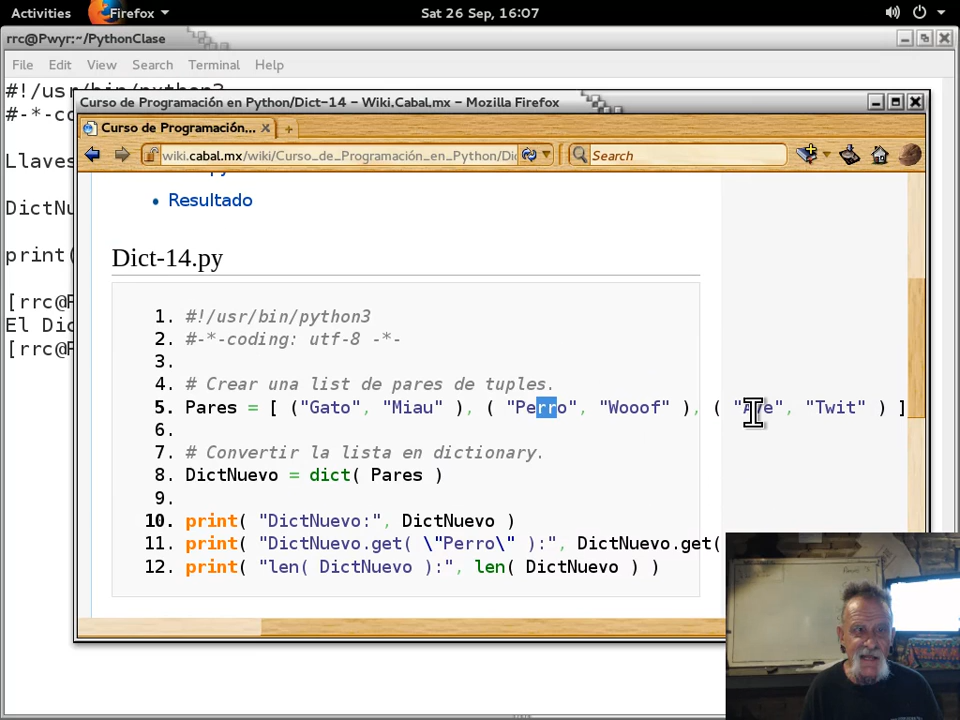 Activities Firefox Sat 26 Sep, 16:07
rrc@Pwyr:~/PythonClase
File Edit View Search Terminal Help
#!/usr/bin/python3
#-*-co
Llaves
DictNu
print(
[rrc@P
El Dic
[rrc@P
Curso de Programación en Python/Dict-14 - Wiki.Cabal.mx - Mozilla Firefox
Curso de Programación...
wiki.cabal.mx/wiki/Curso_de_Programación_en_Python/Di
Search
• Resultado
Dict-14.py
1. #!/usr/bin/python3
2. #-*-coding: utf-8 -*-
3.
4. # Crear una list de pares de tuples.
5. Pares = [ ("Gato", "Miau" ), ( "Perro", "Wooof" ), ( "Ave", "Twit" ) ]
6.
7. # Convertir la lista en dictionary.
8. DictNuevo = dict( Pares )
9.
10. print( "DictNuevo:", DictNuevo )
11. print( "DictNuevo.get( \"Perro\" ):", DictNuevo.get(
12. print( "len( DictNuevo ):", len( DictNuevo ) )